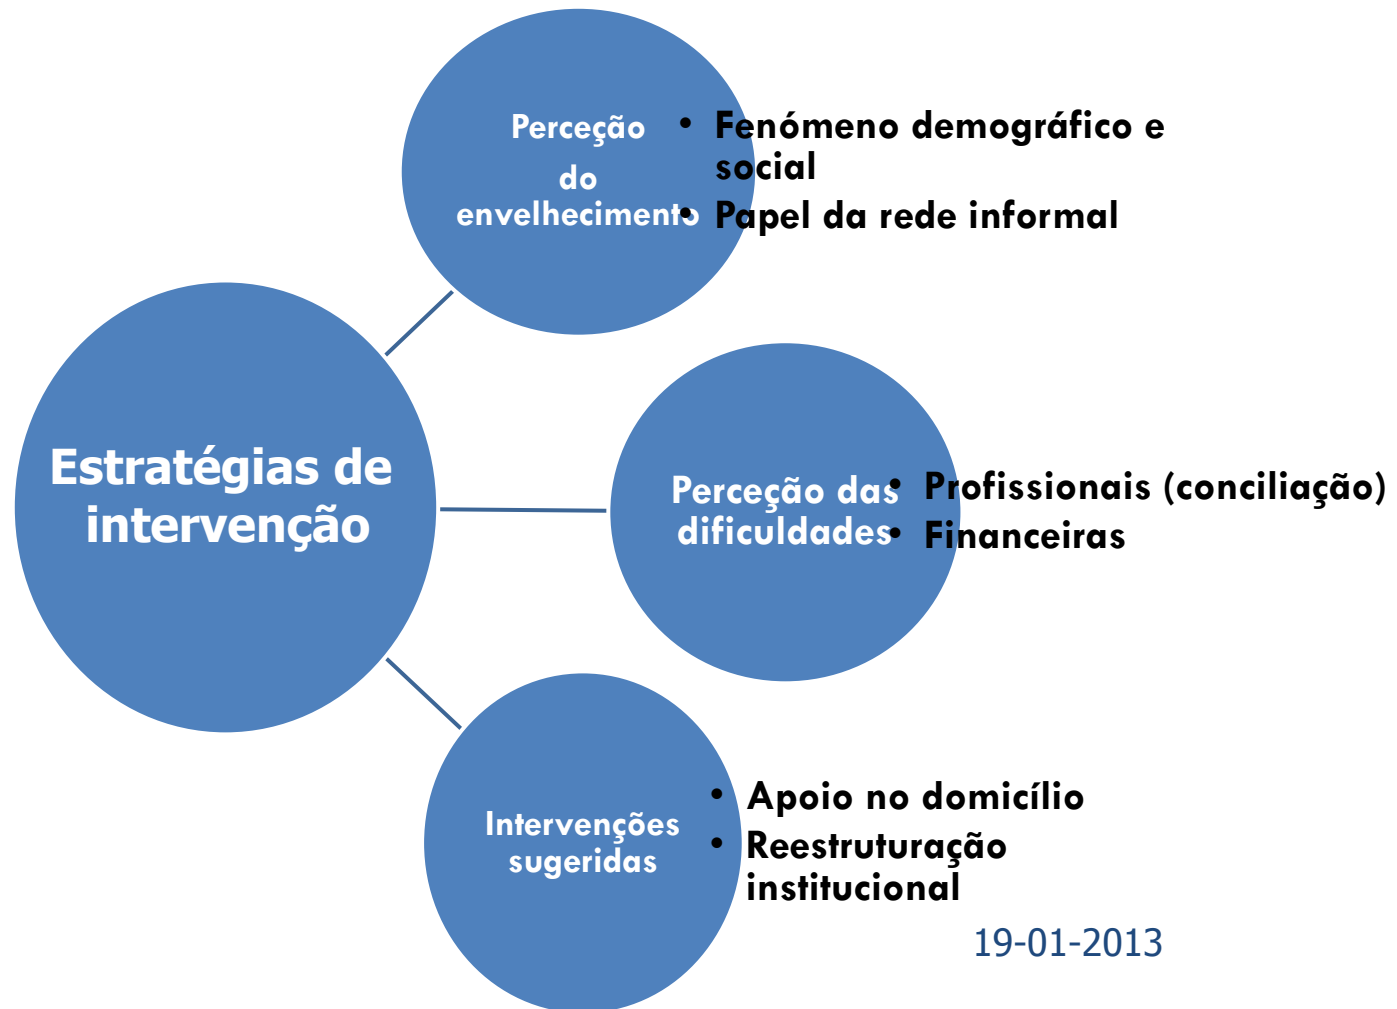 Perceção
do
envelhecimento
• Fenómeno demográfico e
social
• Papel da rede informal
Estratégias de
intervenção
Perceção das
dificuldades
• Profissionais (conciliação)
• Financeiras
Intervenções
sugeridas
• Apoio no domicílio
• Reestruturação
institucional
19-01-2013